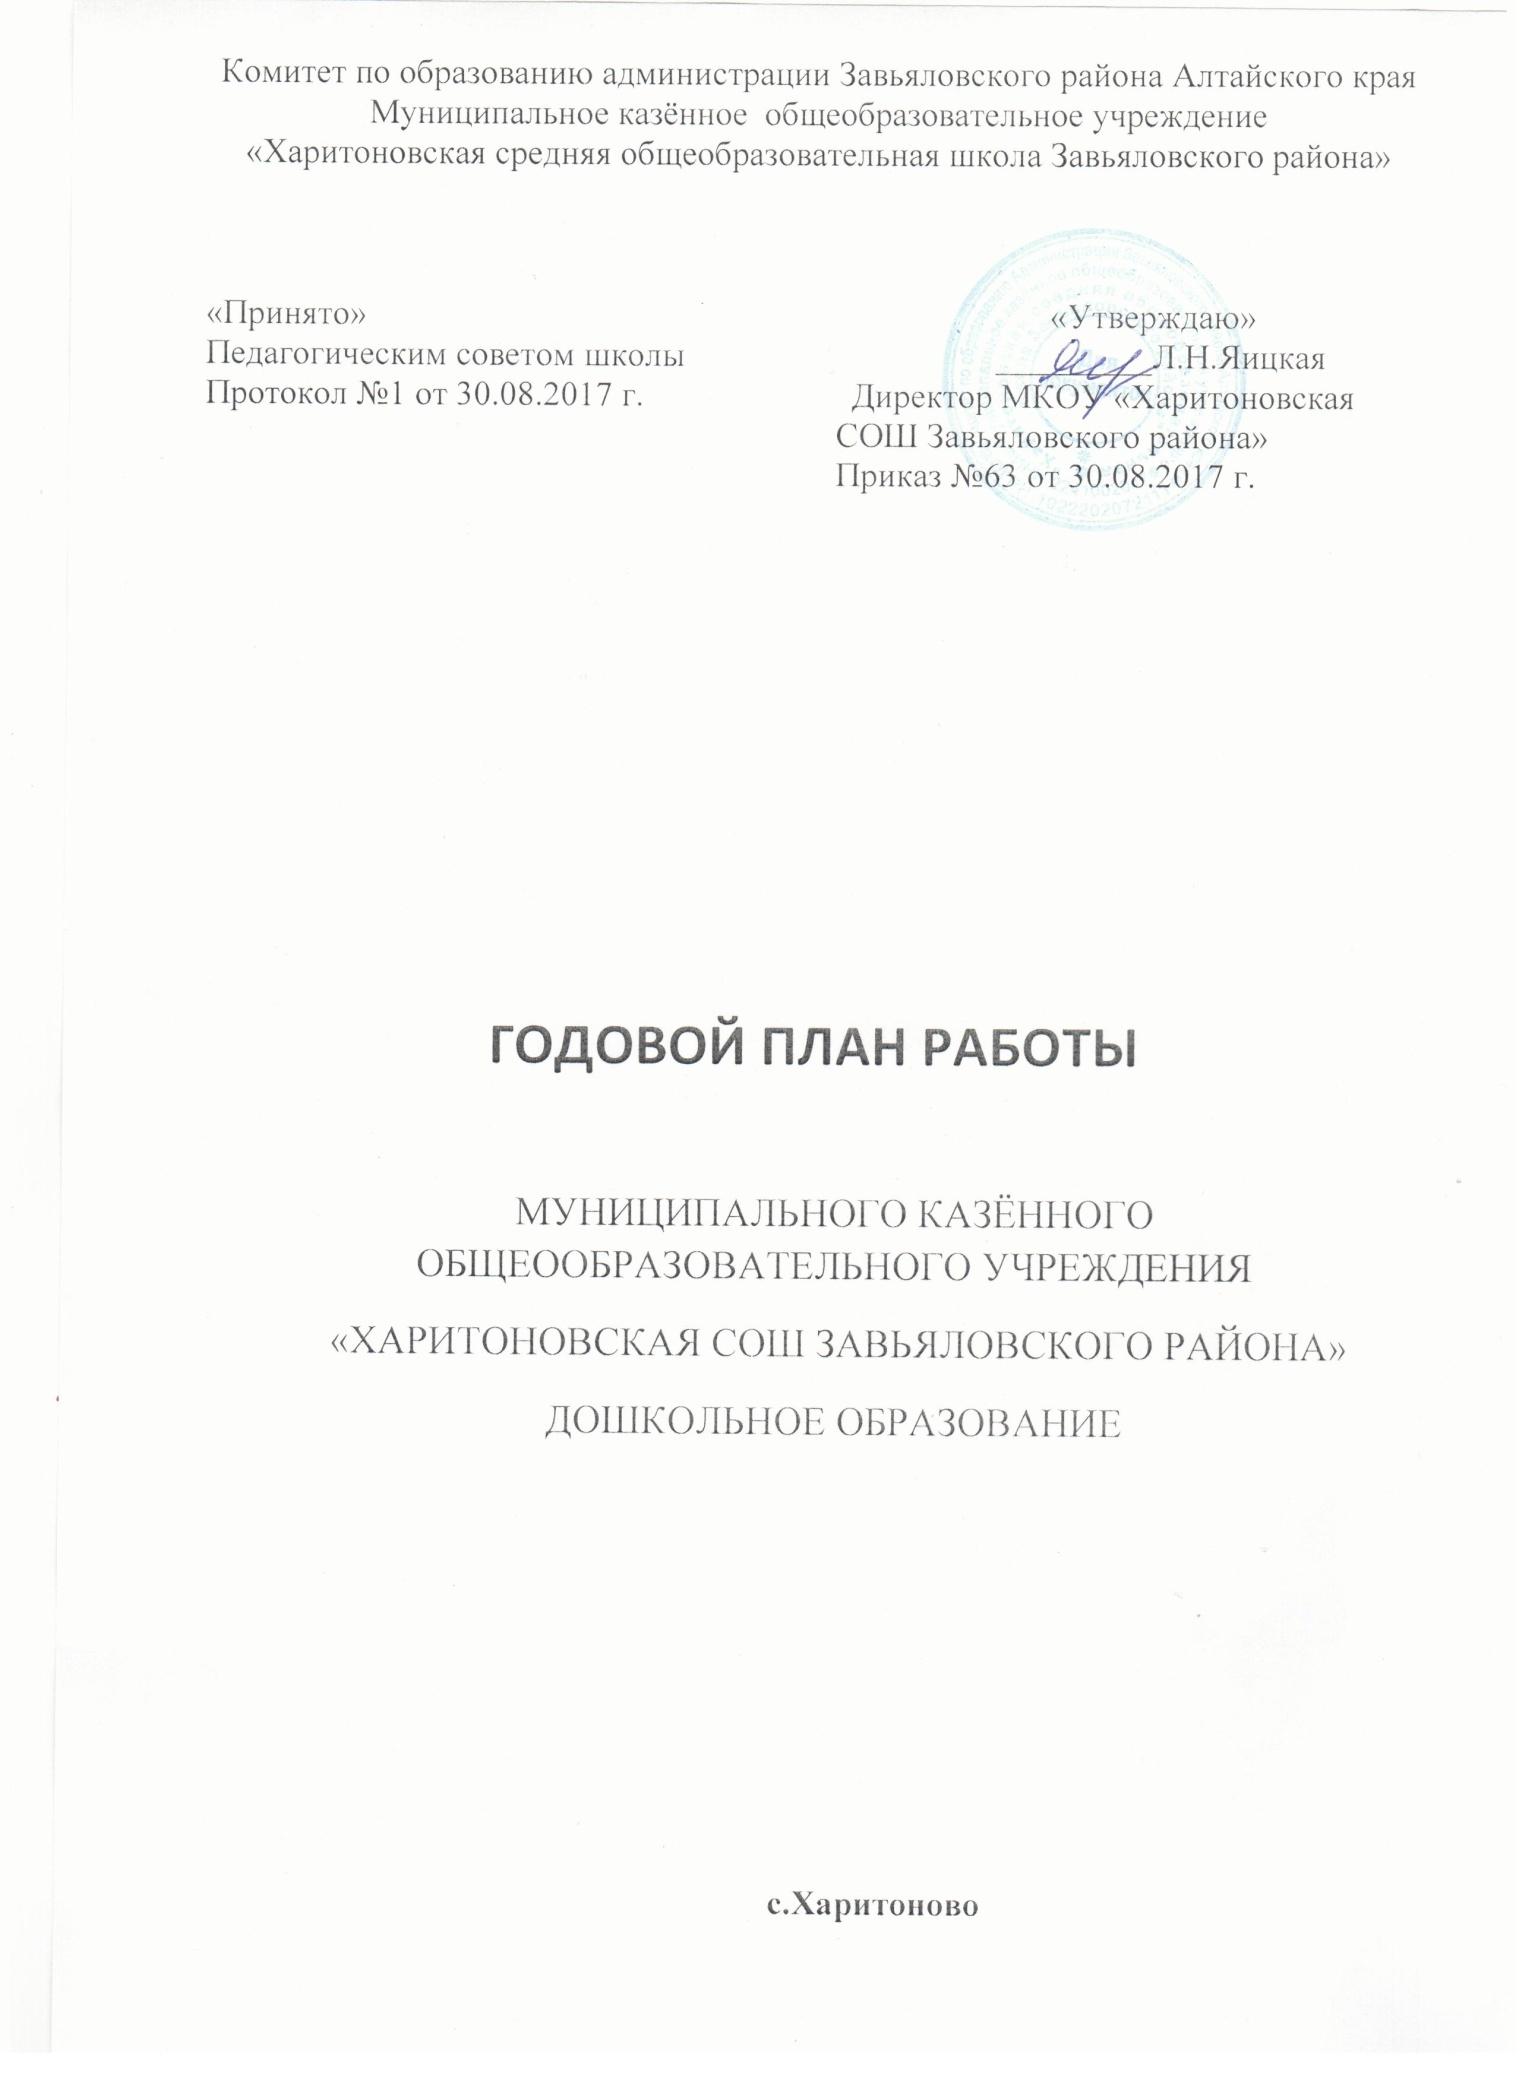 Комитет по образованию администрации Завьяловского района Алтайского края
Муниципальное казённое общеобразовательное учреждение
«Харитоновская средняя общеобразовательная школа Завьяловского района»
«Принято»
Педагогическим советом школы
Протокол №1 от 30.08.2017 г.
«Утверждаю»
Л.Н.Яицкая
Директор МКОУ «Харитоновская
СОШ Завьяловского района»
Приказ №63 от 30.08.2017 г.
ГОДОВОЙ ПЛАН РАБОТЫ
МУНИЦИПАЛЬНОГО КАЗЁННОГО
ОБЩЕООБРАЗОВАТЕЛЬНОГО УЧРЕЖДЕНИЯ
«ХАРИТОНОВСКАЯ СОШ ЗАВЬЯЛОВСКОГО РАЙОНА»
ДОШКОЛЬНОЕ ОБРАЗОВАНИЕ
с.Харитоново